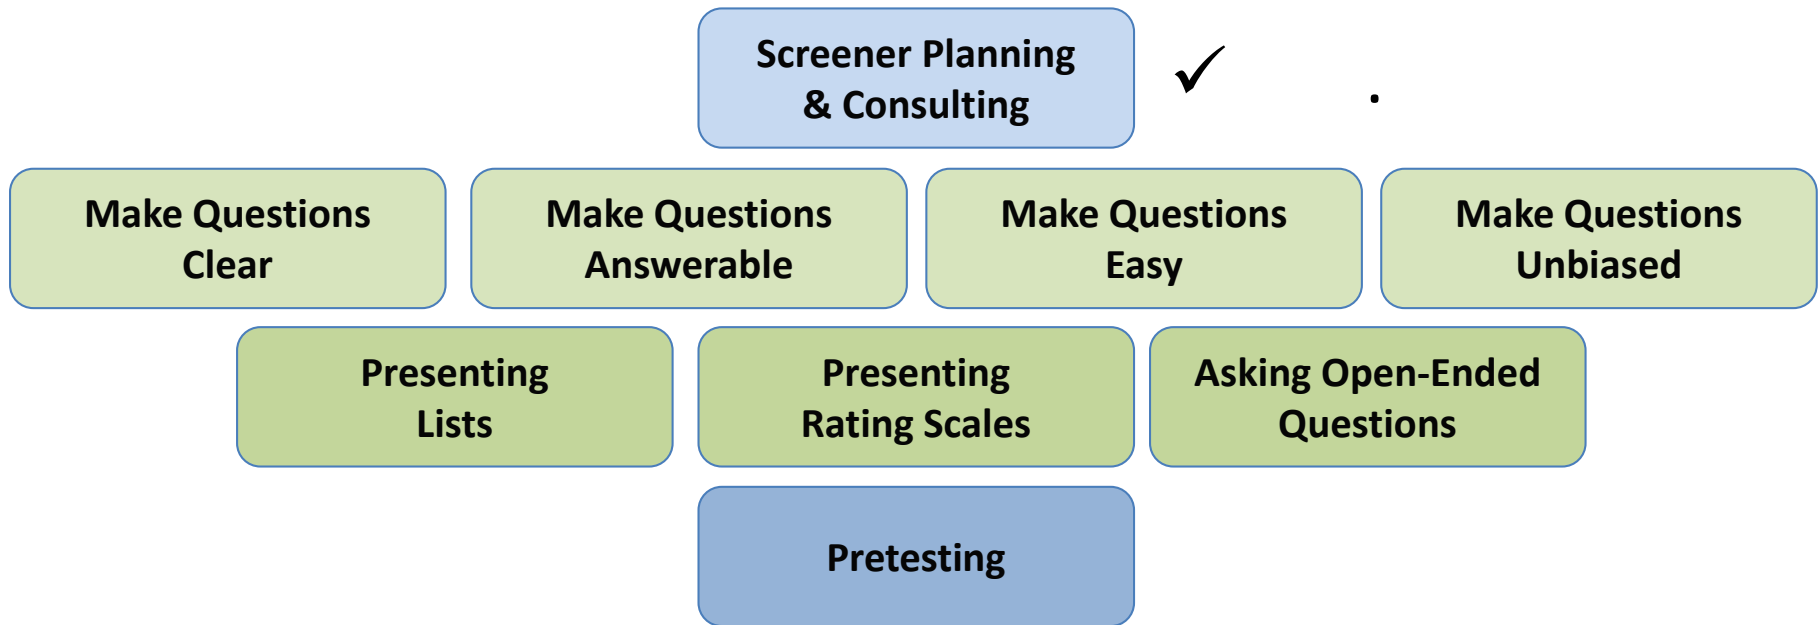 Screener Planning
& Consulting
✓ .
Make Questions
Clear
Make Questions
Answerable
Make Questions
Easy
Make Questions
Unbiased
Presenting
Lists
Presenting
Rating Scales
Asking Open-Ended
Questions
Pretesting